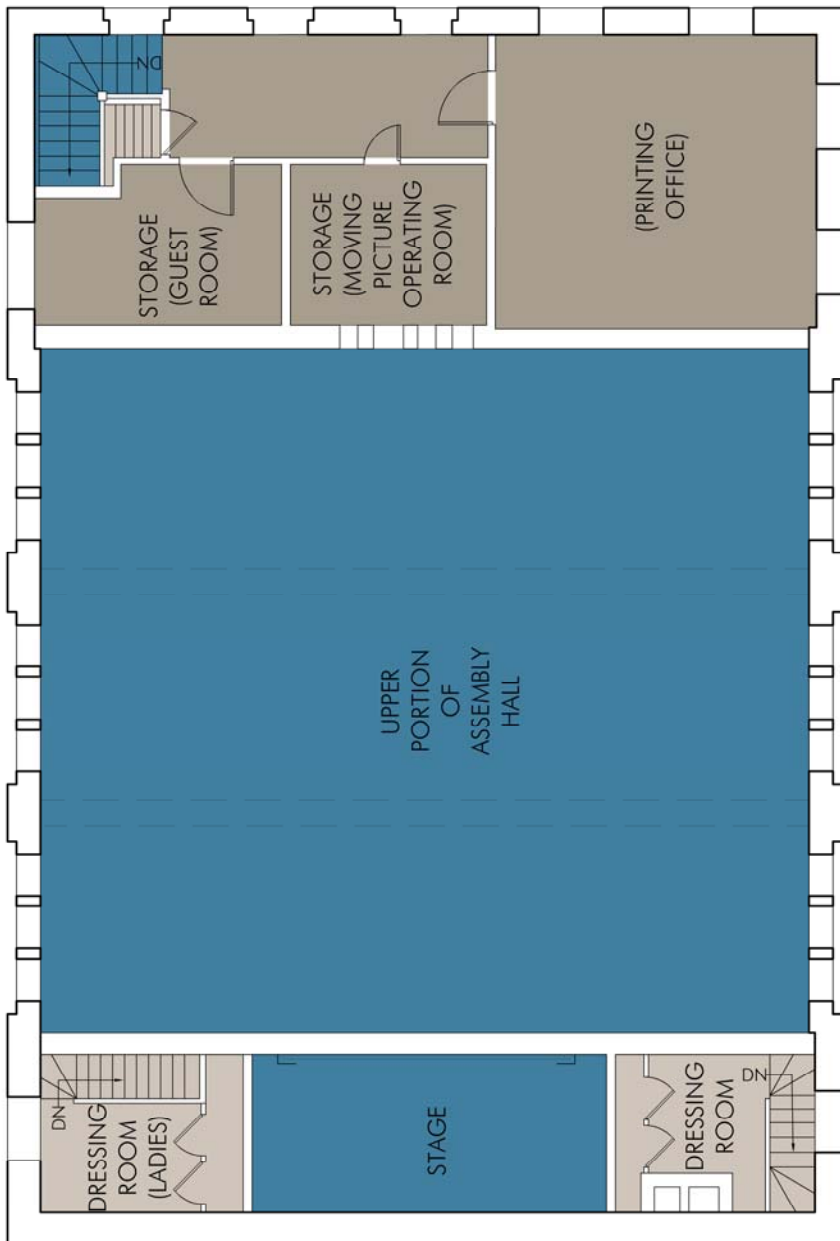 DN
STORAGE
(GUEST
ROOM)
STORAGE
(MOVING
PICTURE
OPERATING
ROOM)
(PRINTING
OFFICE)
UPPER
PORTION
OF
ASSEMBLY
HALL
DN
DRESSING
ROOM
(LADIES)
STAGE
DN
DRESSING
ROOM